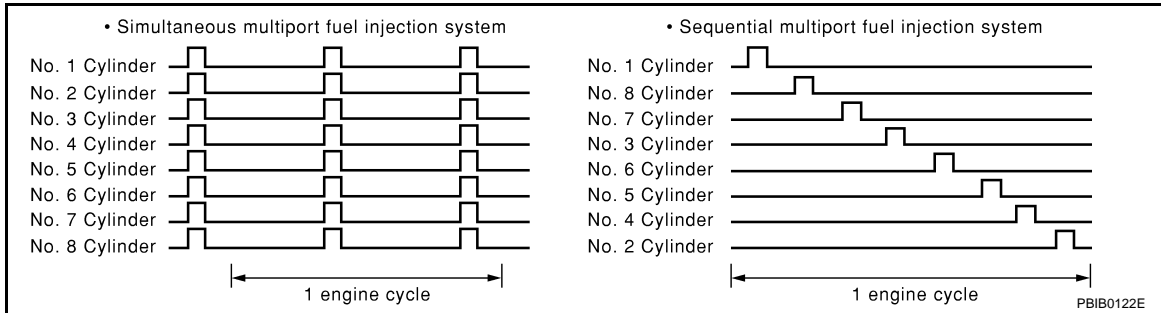 • Simultaneous multiport fuel injection system
No. 1 Cylinder
No. 2 Cylinder
No. 3 Cylinder
No. 4 Cylinder
No. 5 Cylinder
No. 6 Cylinder
No. 7 Cylinder
No. 8 Cylinder
1 engine cycle
• Sequential multiport fuel injection system
No. 1 Cylinder
No. 8 Cylinder
No. 7 Cylinder
No. 3 Cylinder
No. 6 Cylinder
No. 5 Cylinder
No. 4 Cylinder
No. 2 Cylinder
1 engine cycle
PBIB0122E